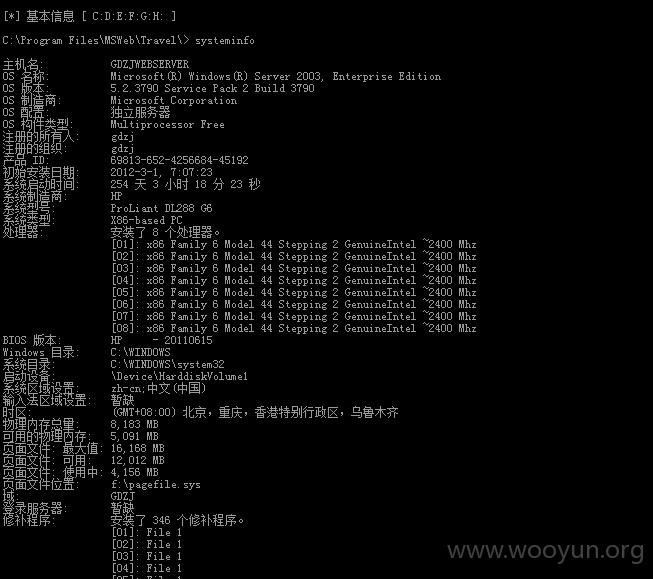 [*] 基本信息 [ C:D:E:F:G:H: ]
C:\Program Files\MSWeb\Travel\> systeminfo
主机名: GDZJWEBSERVER
OS 名称: Microsoft(R) Windows(R) Server 2003, Enterprise Edition
OS 版本: 5.2.3790 Service Pack 2 Build 3790
OS 制造商: Microsoft Corporation
OS 配置: 独立服务器
OS 构件类型: Multiprocessor Free
注册的所有人: gdzj
注册的组织: gdzj
产品 ID: 69813-652-4256684-45192
初始安装日期: 2012-3-1, 7:07:23
系统启动时间: 254 天 3 小时 18 分 23 秒
系统制造商: HP
系统型号: ProLiant DL288 G6
系统类型: X86-based PC
处理器: 安装了 8 个处理器。
[01]: x86 Family 6 Model 44 Stepping 2 GenuineIntel ~2400 Mhz
[02]: x86 Family 6 Model 44 Stepping 2 GenuineIntel ~2400 Mhz
[03]: x86 Family 6 Model 44 Stepping 2 GenuineIntel ~2400 Mhz
[04]: x86 Family 6 Model 44 Stepping 2 GenuineIntel ~2400 Mhz
[05]: x86 Family 6 Model 44 Stepping 2 GenuineIntel ~2400 Mhz
[06]: x86 Family 6 Model 44 Stepping 2 GenuineIntel ~2400 Mhz
[07]: x86 Family 6 Model 44 Stepping 2 GenuineIntel ~2400 Mhz
[08]: x86 Family 6 Model 44 Stepping 2 GenuineIntel ~2400 Mhz
BIOS 版本: HP - 20110615
Windows 目录: C:\WINDOWS
系统目录: C:\WINDOWS\system32
启动设备: \Device\HarddiskVolume1
系统区域设置: zh-cn;中文(中国)
输入法区域设置: 暂缺
时区: (GMT+08:00) 北京，重庆，香港特别行政区，乌鲁木齐
物理内存总量: 8,183 MB
可用的物理内存: 5,091 MB
页面文件: 最大值: 16,168 MB
页面文件: 可用: 12,012 MB
页面文件: 使用中: 4,156 MB
页面文件位置: f:\pagefile.sys
域: GDZJ
登录服务器: 暂缺
修补程序: 安装了 346 个修补程序。
[01]: File 1
[02]: File 1
[03]: File 1
[04]: File 1
www.wooyun.org